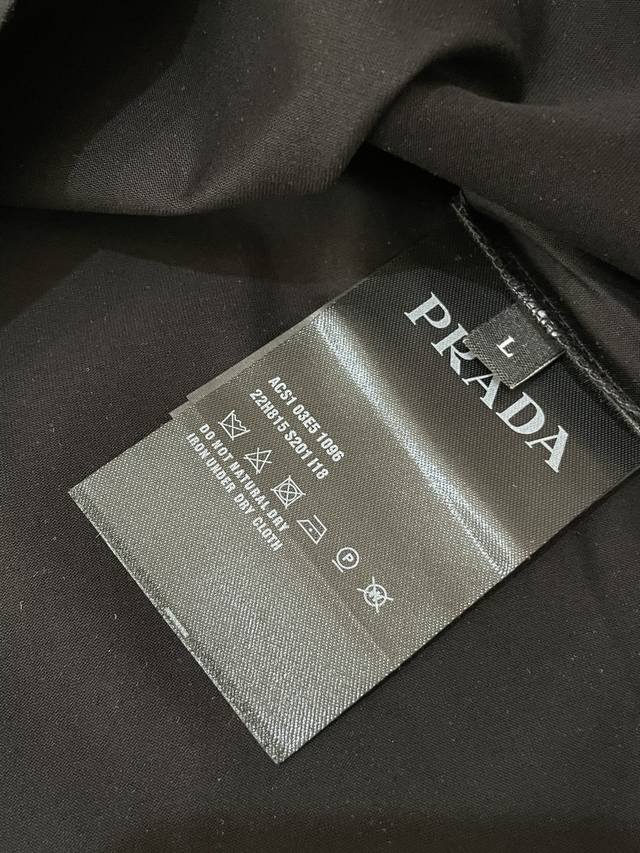 PRADA
L
ACS1 03E5 1096
22H815 S201 I18
P
DO NOT NATURAL DRY
IRON UNDER DRY CLOTH